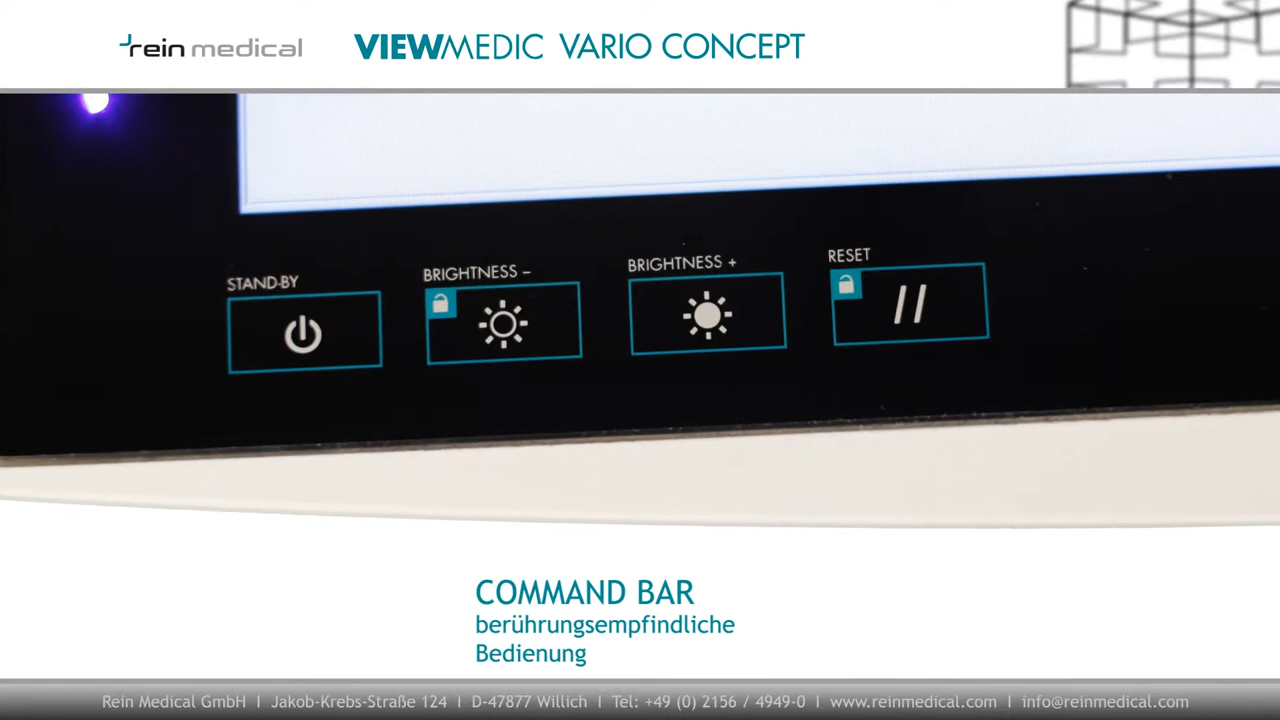 rein medical
VIEWMEDIC VARIO CONCEPT
STAND-BY
BRIGHTNESS –
BRIGHTNESS +
RESET
COMMAND BAR
berührungsempfindliche
Bedienung
Rein Medical GmbH | Jakob-Krebs-Straße 124 | D-47877 Willich | Tel: +49 (0) 2156 / 4949-0 | www.reinmedical.com | info@reinmedical.com